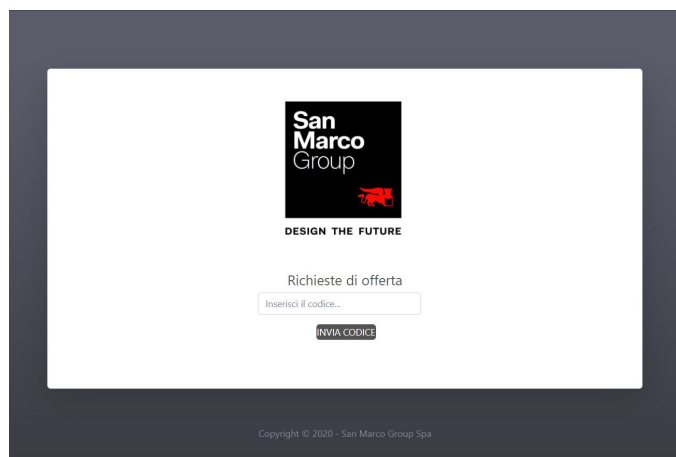 San
Marco
Group
DESIGN THE FUTURE
Richieste di offerta
Inserisci il codice...
INVIA CODICE
Copyright © 2020 - San Marco Group Spa